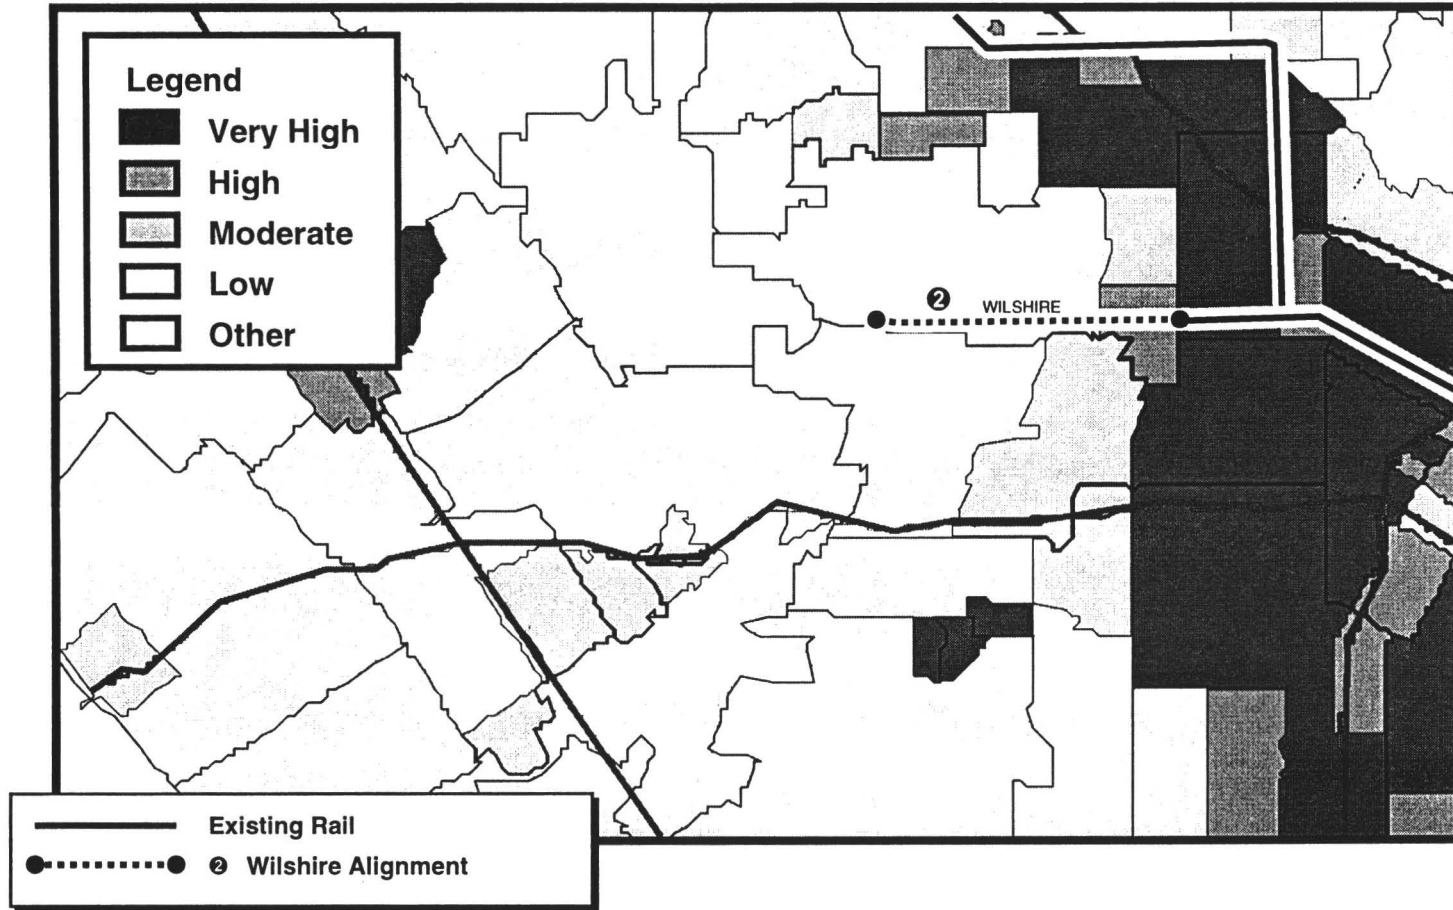 Legend
Very High
High
Moderate
Low
Other
2 WILSHIRE
Existing Rail
2 Wilshire Alignment